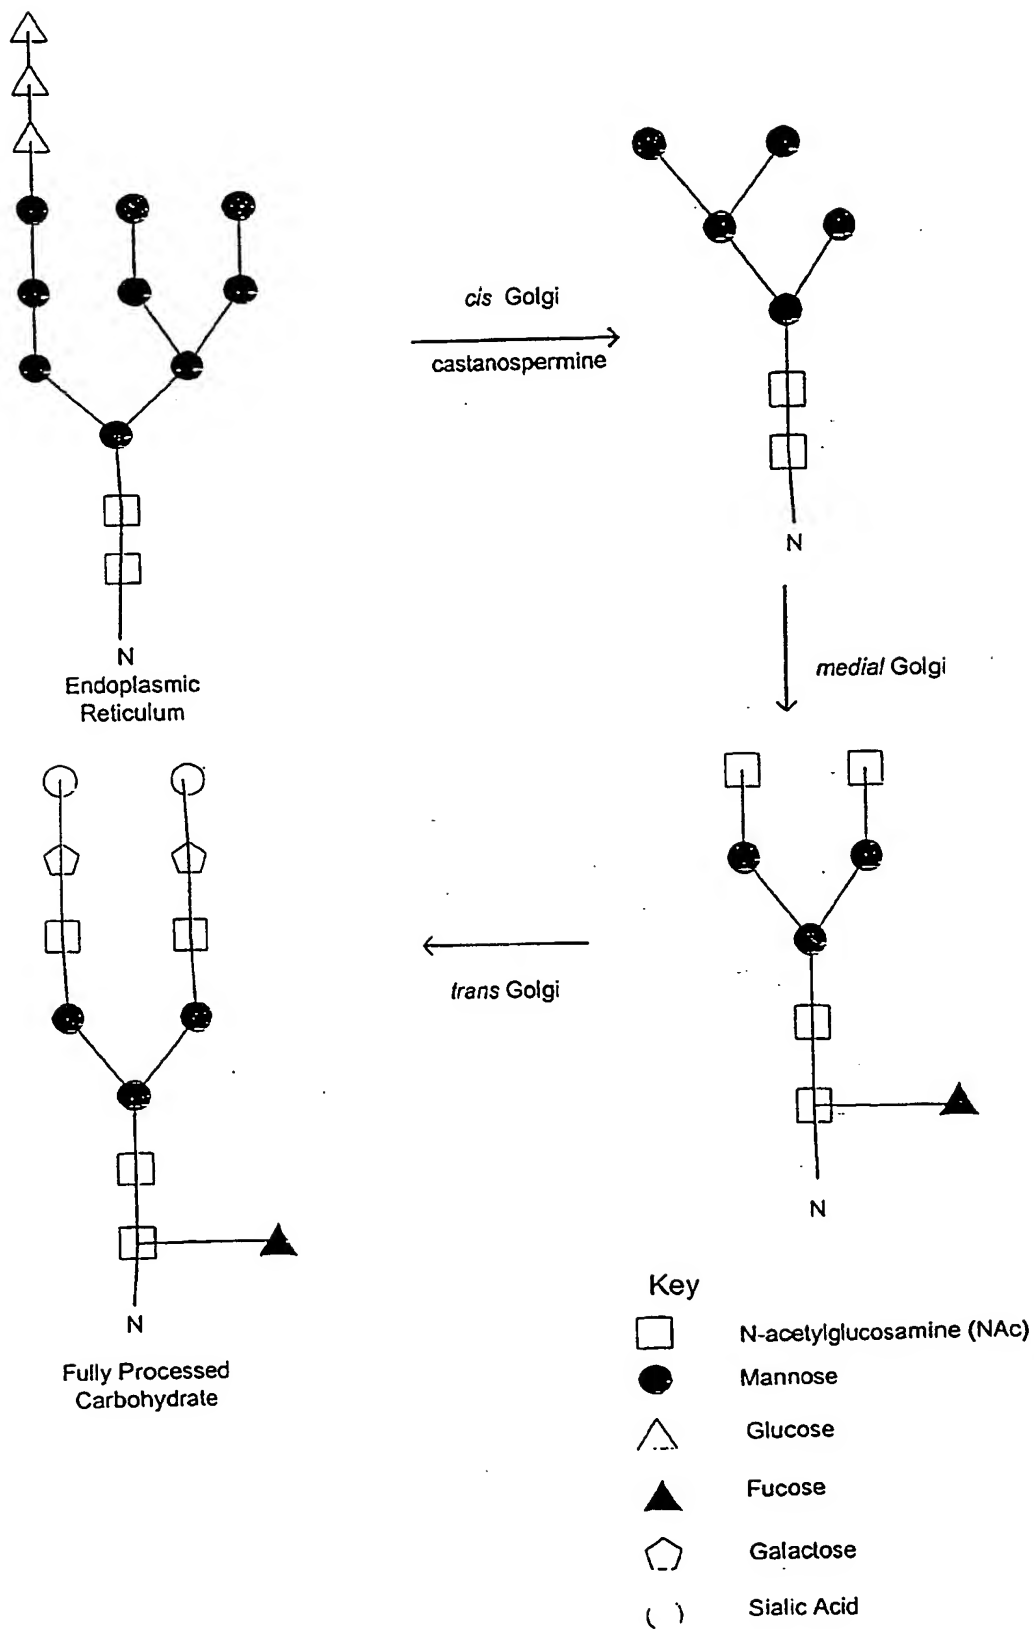 cis Golgi
castanospermine
N
Endoplasmic
Reticulum
N
medial Golgi
trans Golgi
N
N
Fully Processed
Carbohydrate
Key
N-acetylglucosamine (NAc)
Mannose
Glucose
Fucose
Galactose
Sialic Acid